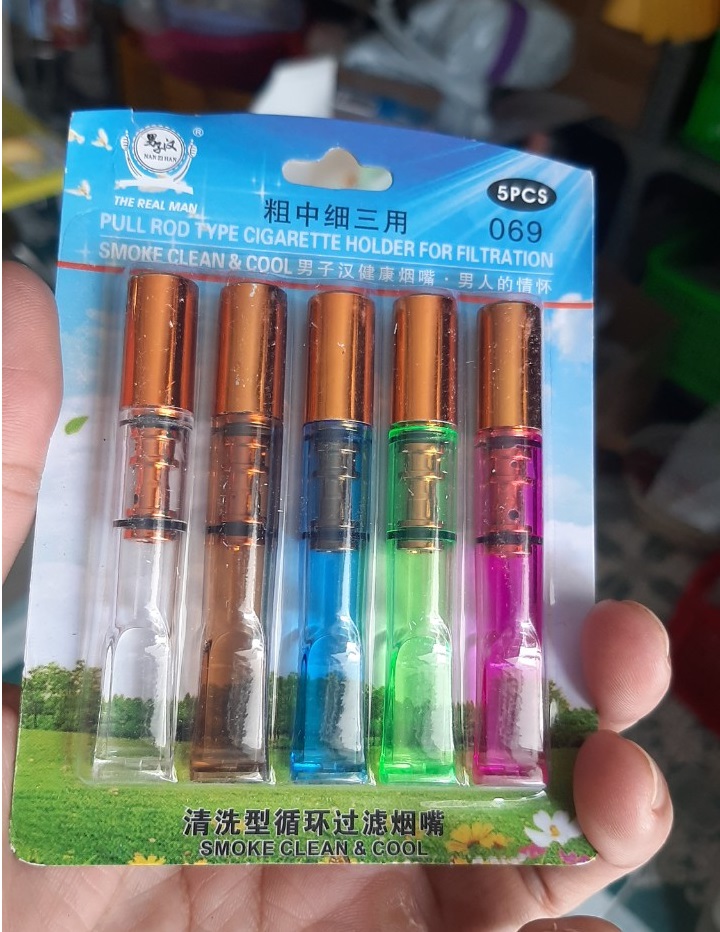 男子汉
NAN ZI HAN
®
THE REAL MAN
5PCS
粗中细三用
069
PULL ROD TYPE CIGARETTE HOLDER FOR FILTRATION
SMOKE CLEAN & COOL 男子汉健康烟嘴·男人的情怀
清洗型循环过滤烟嘴
SMOKE CLEAN & COOL